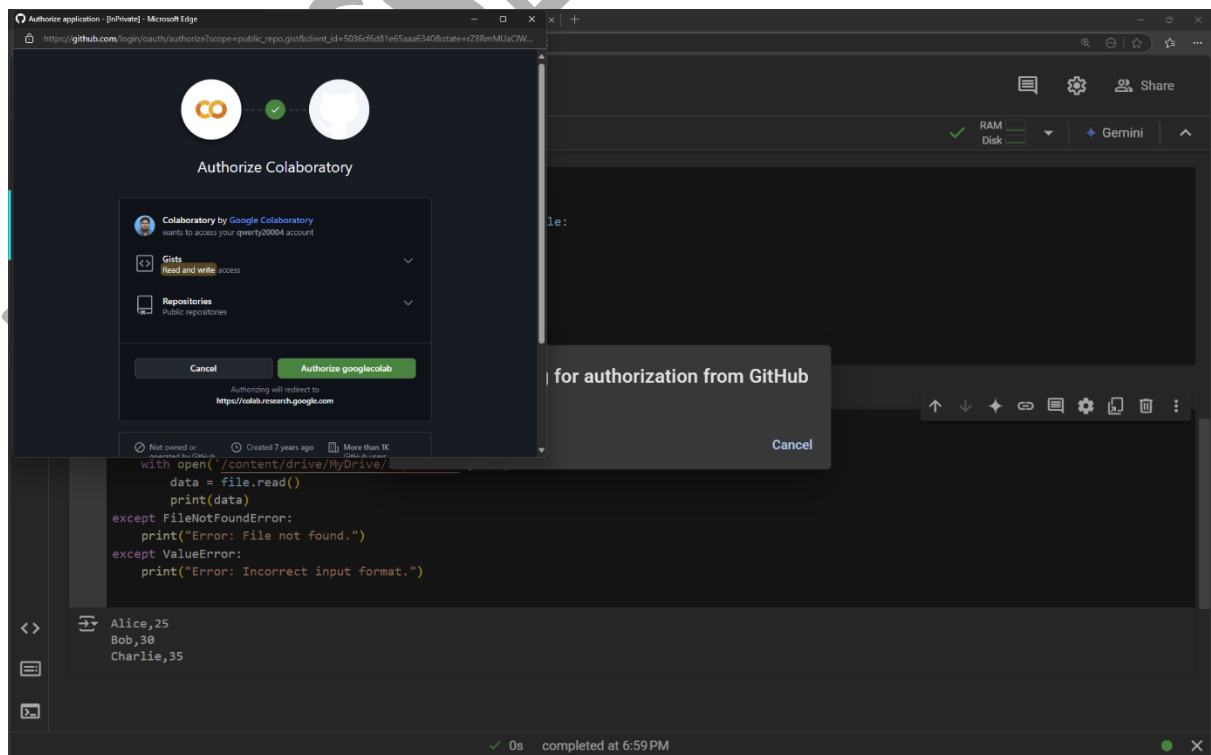 Authorize application - [InPrivate] - Microsoft Edge
https://github.com/login/oauth/authorize?scope=public_repo,gist&client_id=5036cf6d81e65aaa6340&state=rZ8RmMUaClW...
Authorize Colaboratory
Colaboratory by Google Colaboratory
wants to access your qwerty20004 account
Gists
Read and write access
Repositories
Public repositories
Cancel
Authorize googlecolab
Authorizing will redirect to
https://colab.research.google.com
Not owned or
operated by GitHub
Created 7 years ago
More than 1K
GitHub users
Share
RAM
Disk
Gemini
le:
for authorization from GitHub
Cancel
with open('/content/drive/MyDrive/
data = file.read()
print(data)
except FileNotFoundError:
print("Error: File not found.")
except ValueError:
print("Error: Incorrect input format.")
Alice,25
Bob,30
Charlie,35
0s completed at 6:59 PM